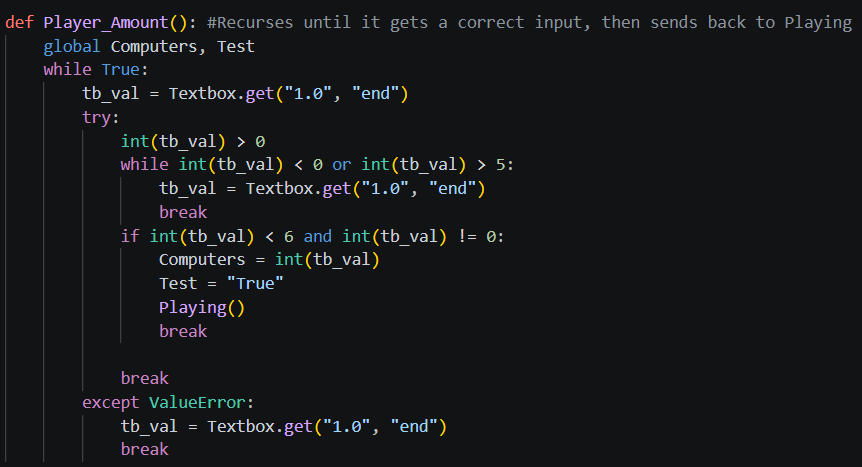 def Player_Amount(): #Recurses until it gets a correct input, then sends back to Playing
    global Computers, Test
    while True:
        tb_val = Textbox.get("1.0", "end")
        try:
            int(tb_val) > 0
            while int(tb_val) < 0 or int(tb_val) > 5:
                tb_val = Textbox.get("1.0", "end")
                break
            if int(tb_val) < 6 and int(tb_val) != 0:
                Computers = int(tb_val)
                Test = "True"
                Playing()
                break

            break
        except ValueError:
            tb_val = Textbox.get("1.0", "end")
            break